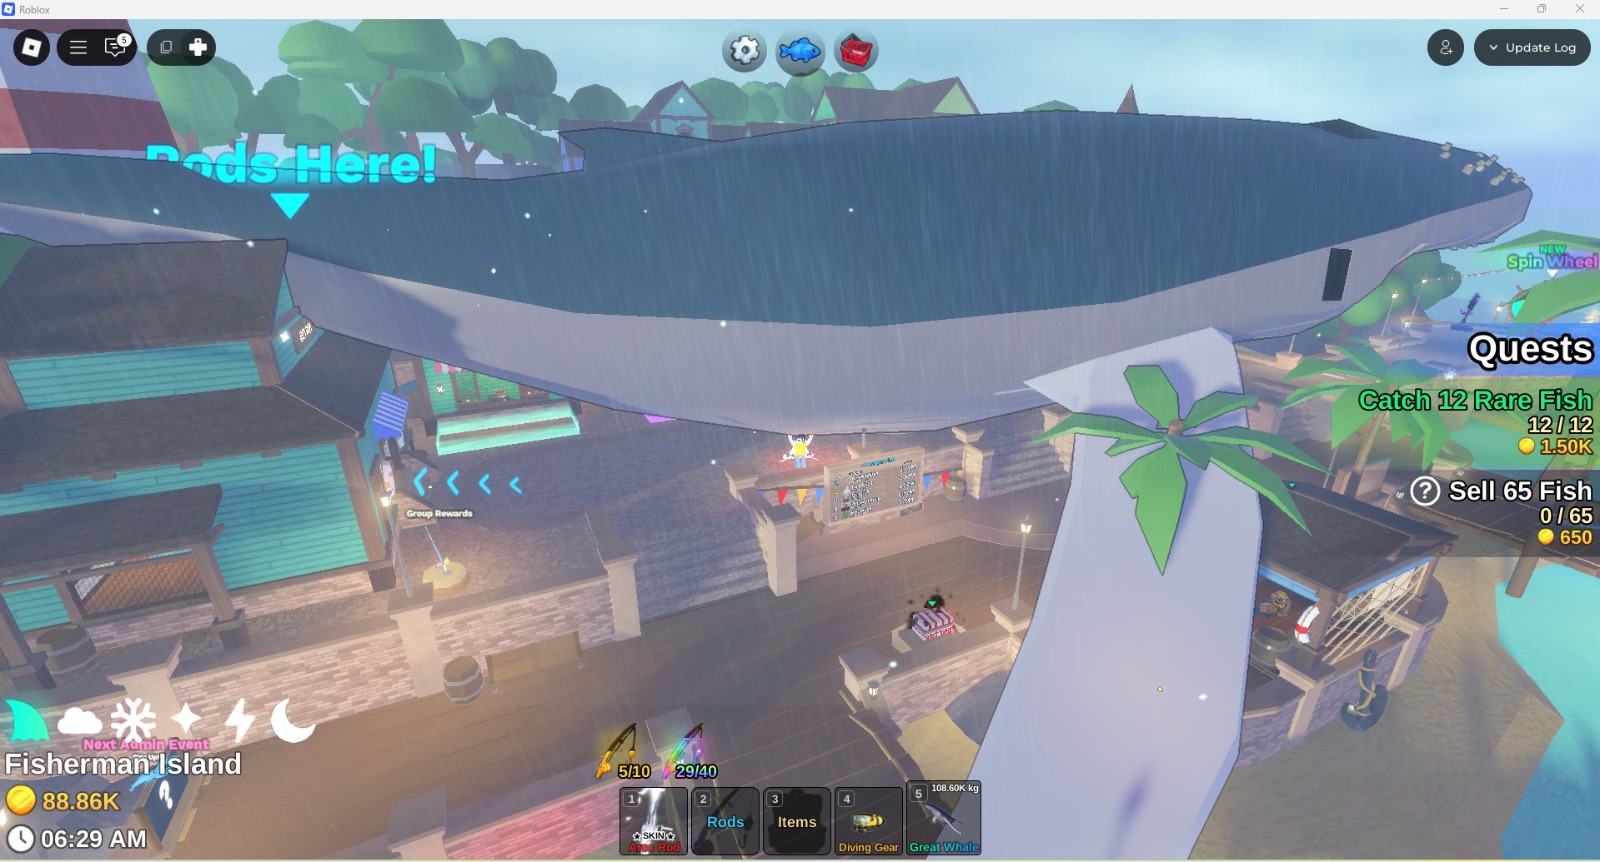 Roblox
5
Update Log
Rods Here!
NEW
Spin Wheel
Quests
Catch 12 Rare Fish
12 / 12
1.50K
? Sell 65 Fish
0 / 65
650
Group Rewards
Next Admin Event
Fisherman Island
88.86K
06:29 AM
5/10
29/40
1
SKIN
2
Rods
3
Items
4
Diving Gear
5
108.60K kg
Great Whale